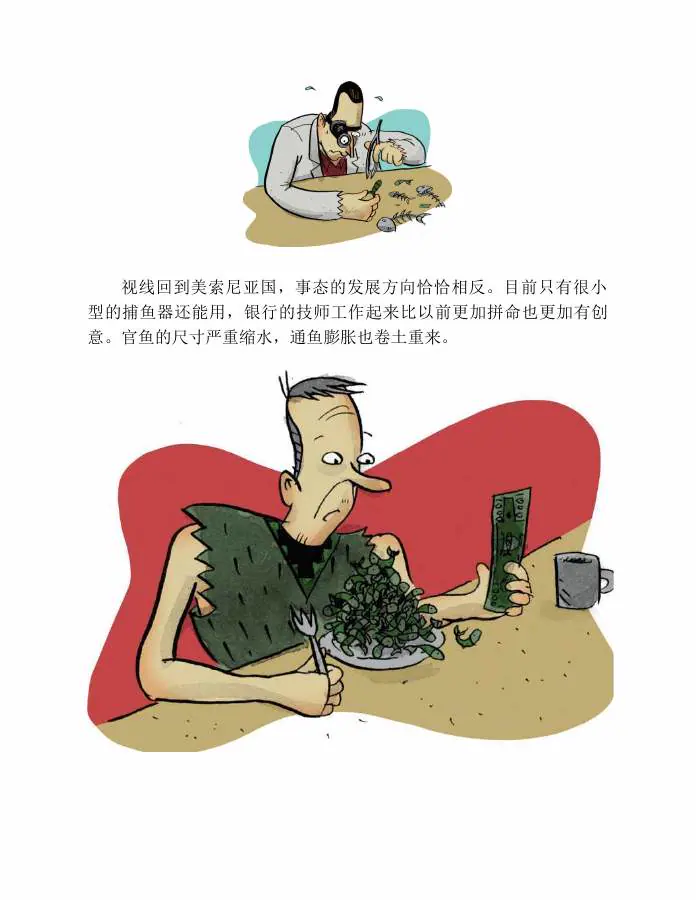 视线回到美索尼亚国，事态的发展方向恰恰相反。目前只有很小
型的捕鱼器还能用，银行的技师工作起来比以前更加拼命也更加有创
意。官鱼的尺寸严重缩水，通鱼膨胀也卷土重来。